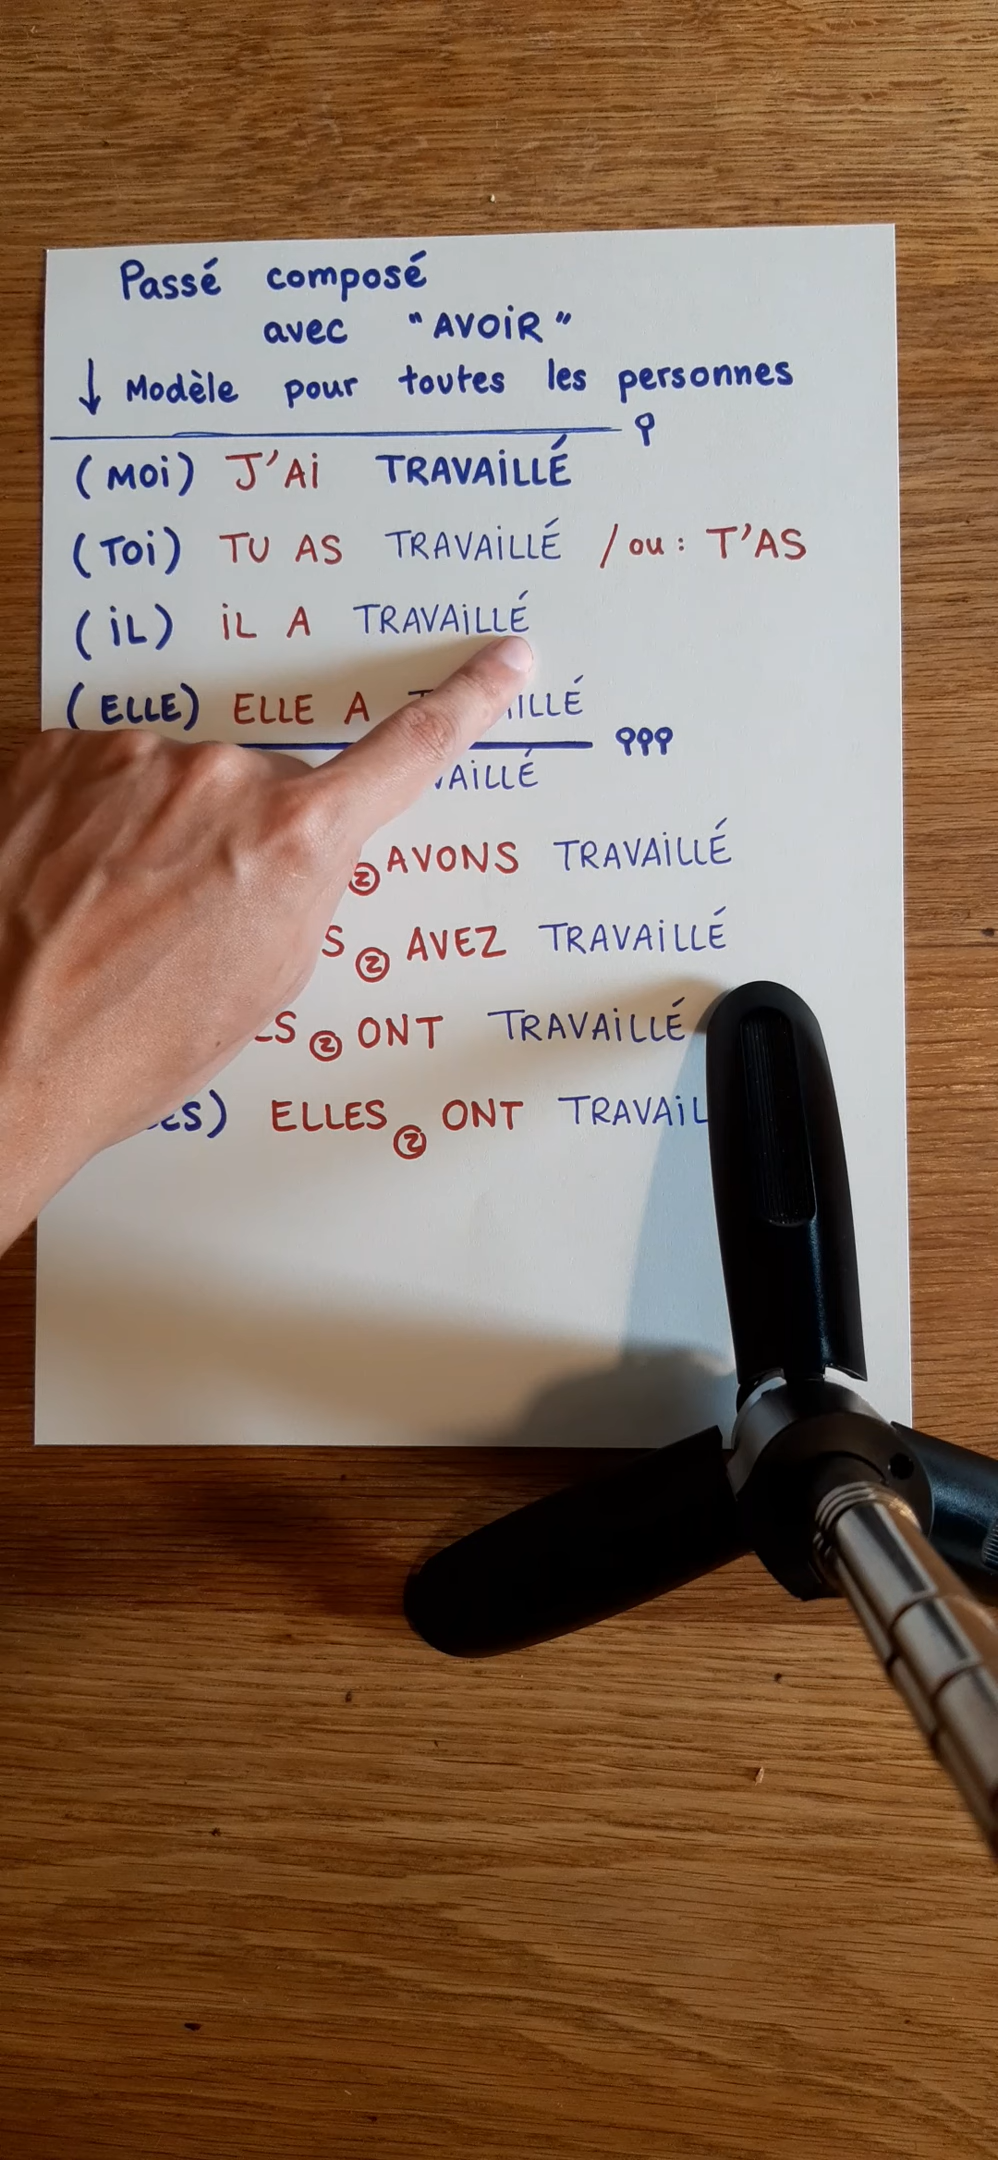 Passé composé
avec "AVOiR"
↓ Modèle pour toutes les personnes
(MOi) J'Ai TRAVAiLLÉ
(TOi) TU AS TRAVAiLLÉ / ou : T'AS
(iL) iL A TRAVAiLLÉ
(ELLE) ELLE A
AVONS TRAVAiLLÉ
AVEZ TRAVAiLLÉ
ONT TRAVAiLLÉ
ELLES ONT